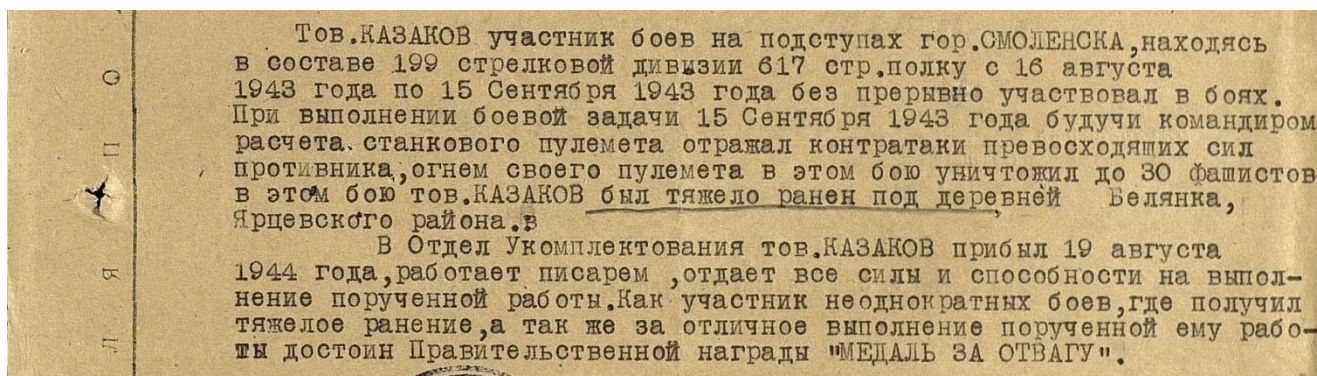 Тов.КАЗАКОВ участник боев на подступах гор.СМОЛЕНСКА,находясь
в составе 199 стрелковой дивизии 617 стр.полку с 16 августа
1943 года по 15 Сентября 1943 года без прерывно участвовал в боях.
При выполнении боевой задачи 15 Сентября 1943 года будучи командиром
расчета.станкового пулемета отражал контратаки превосходящих сил
противника,огнем своего пулемета в этом бою уничтожил до 30 фашистов
в этом бою тов.КАЗАКОВ был тяжело ранен под деревней Белянка,
Ярцевского района.в
В Отдел Укомплектования тов.КАЗАКОВ прибыл 19 августа
1944 года,работает писарем ,отдает все силы и способности на выпол-
нение порученной работы.Как участник неоднократных боев,где получил
тяжелое ранение,а так же за отличное выполнение порученной ему рабо-
ты достоин Правительственной награды "МЕДАЛЬ ЗА ОТВАГУ".
Л Я П О